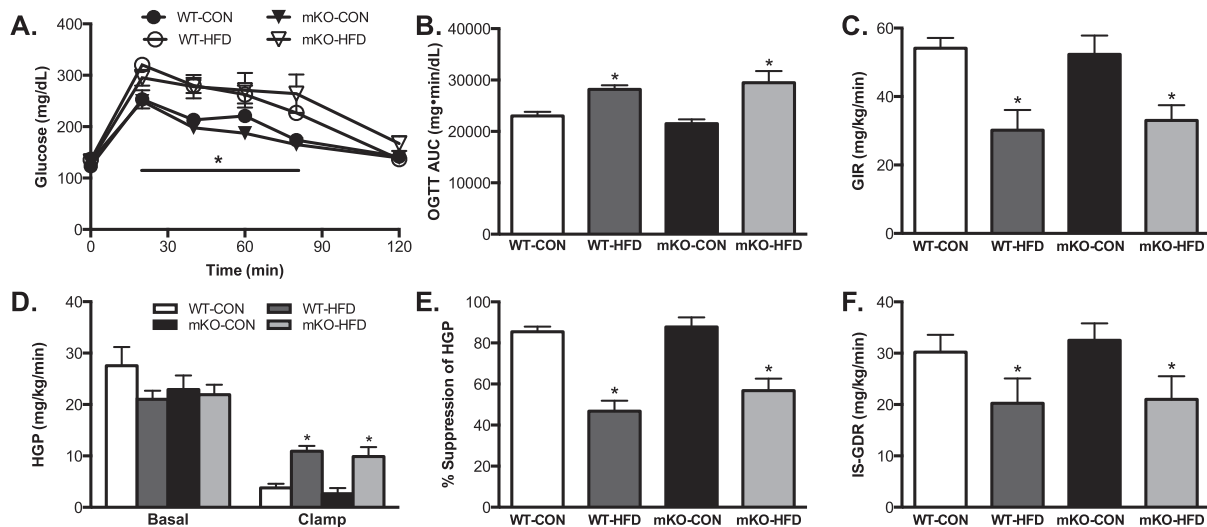 A.
WT-CON mKO-CON
WT-HFD mKO-HFD
Glucose (mg/dL)
400
300
200
100
0
*
0 30 60 90 120
Time (min)
B.
OGTT AUC (mg•min/dL)
40000
30000
20000
10000
0
* *
WT-CON WT-HFD mKO-CON mKO-HFD
C.
GIR (mg/kg/min)
60
40
20
0
* *
WT-CON WT-HFD mKO-CON mKO-HFD
D.
WT-CON WT-HFD
mKO-CON mKO-HFD
HGP (mg/kg/min)
40
30
20
10
0
* *
Basal Clamp
E.
% Suppression of HGP
100
80
60
40
20
0
* *
WT-CON WT-HFD mKO-CON mKO-HFD
F.
IS-GDR (mg/kg/min)
40
30
20
10
0
* *
WT-CON WT-HFD mKO-CON mKO-HFD